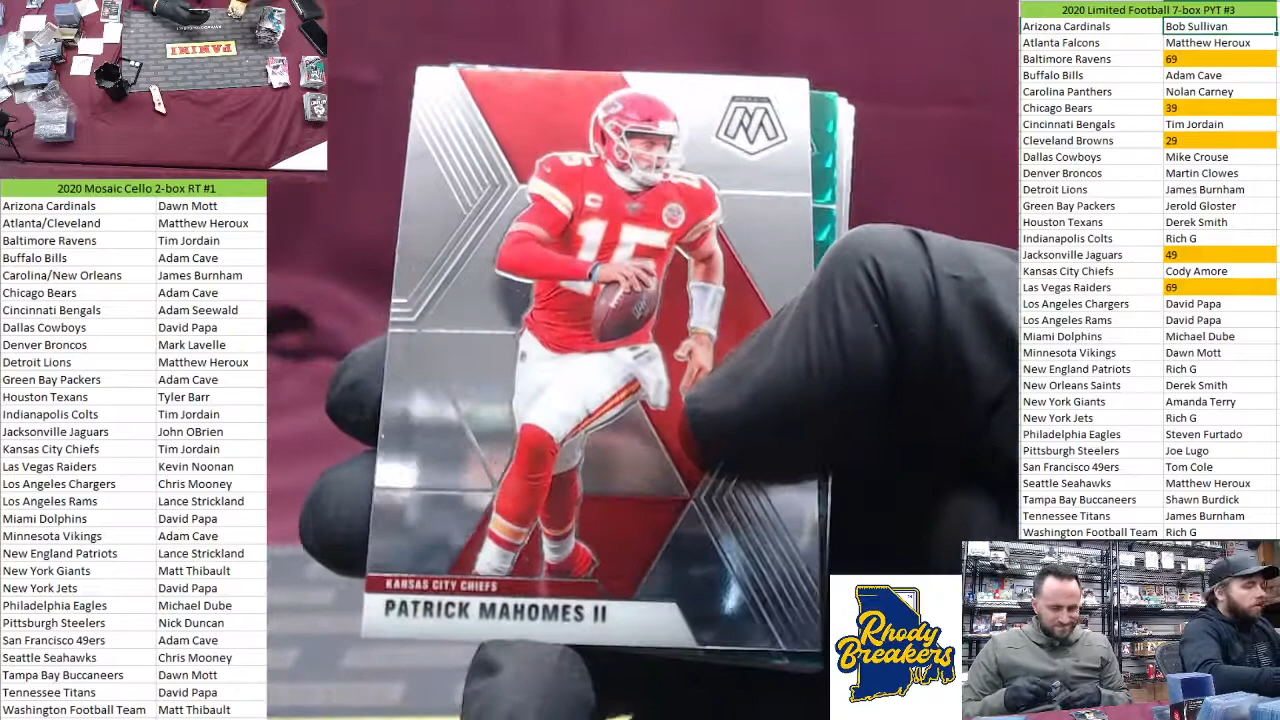 PANINI
2020 Mosaic Cello 2-box RT #1
Arizona Cardinals Dawn Mott
Atlanta/Cleveland Matthew Heroux
Baltimore Ravens Tim Jordain
Buffalo Bills Adam Cave
Carolina/New Orleans James Burnham
Chicago Bears Adam Cave
Cincinnati Bengals Adam Seewald
Dallas Cowboys David Papa
Denver Broncos Mark Lavelle
Detroit Lions Matthew Heroux
Green Bay Packers Adam Cave
Houston Texans Tyler Barr
Indianapolis Colts Tim Jordain
Jacksonville Jaguars John OBrien
Kansas City Chiefs Tim Jordain
Las Vegas Raiders Kevin Noonan
Los Angeles Chargers Chris Mooney
Los Angeles Rams Lance Strickland
Miami Dolphins David Papa
Minnesota Vikings Adam Cave
New England Patriots Lance Strickland
New York Giants Matt Thibault
New York Jets David Papa
Philadelphia Eagles Michael Dube
Pittsburgh Steelers Nick Duncan
San Francisco 49ers Adam Cave
Seattle Seahawks Chris Mooney
Tampa Bay Buccaneers Dawn Mott
Tennessee Titans David Papa
Washington Football Team Matt Thibault
15
KANSAS CITY CHIEFS
PATRICK MAHOMES II
2020 Limited Football 7-box PYT #3
Arizona Cardinals Bob Sullivan
Atlanta Falcons Matthew Heroux
Baltimore Ravens 69
Buffalo Bills Adam Cave
Carolina Panthers Nolan Carney
Chicago Bears 39
Cincinnati Bengals Tim Jordain
Cleveland Browns 29
Dallas Cowboys Mike Crouse
Denver Broncos Martin Clowes
Detroit Lions James Burnham
Green Bay Packers Jerold Gloster
Houston Texans Derek Smith
Indianapolis Colts Rich G
Jacksonville Jaguars 49
Kansas City Chiefs Cody Amore
Las Vegas Raiders 69
Los Angeles Chargers David Papa
Los Angeles Rams David Papa
Miami Dolphins Michael Dube
Minnesota Vikings Dawn Mott
New England Patriots Rich G
New Orleans Saints Derek Smith
New York Giants Amanda Terry
New York Jets Rich G
Philadelphia Eagles Steven Furtado
Pittsburgh Steelers Joe Lugo
San Francisco 49ers Tom Cole
Seattle Seahawks Matthew Heroux
Tampa Bay Buccaneers Shawn Burdick
Tennessee Titans James Burnham
Washington Football Team Rich G
Rhody
Breakers